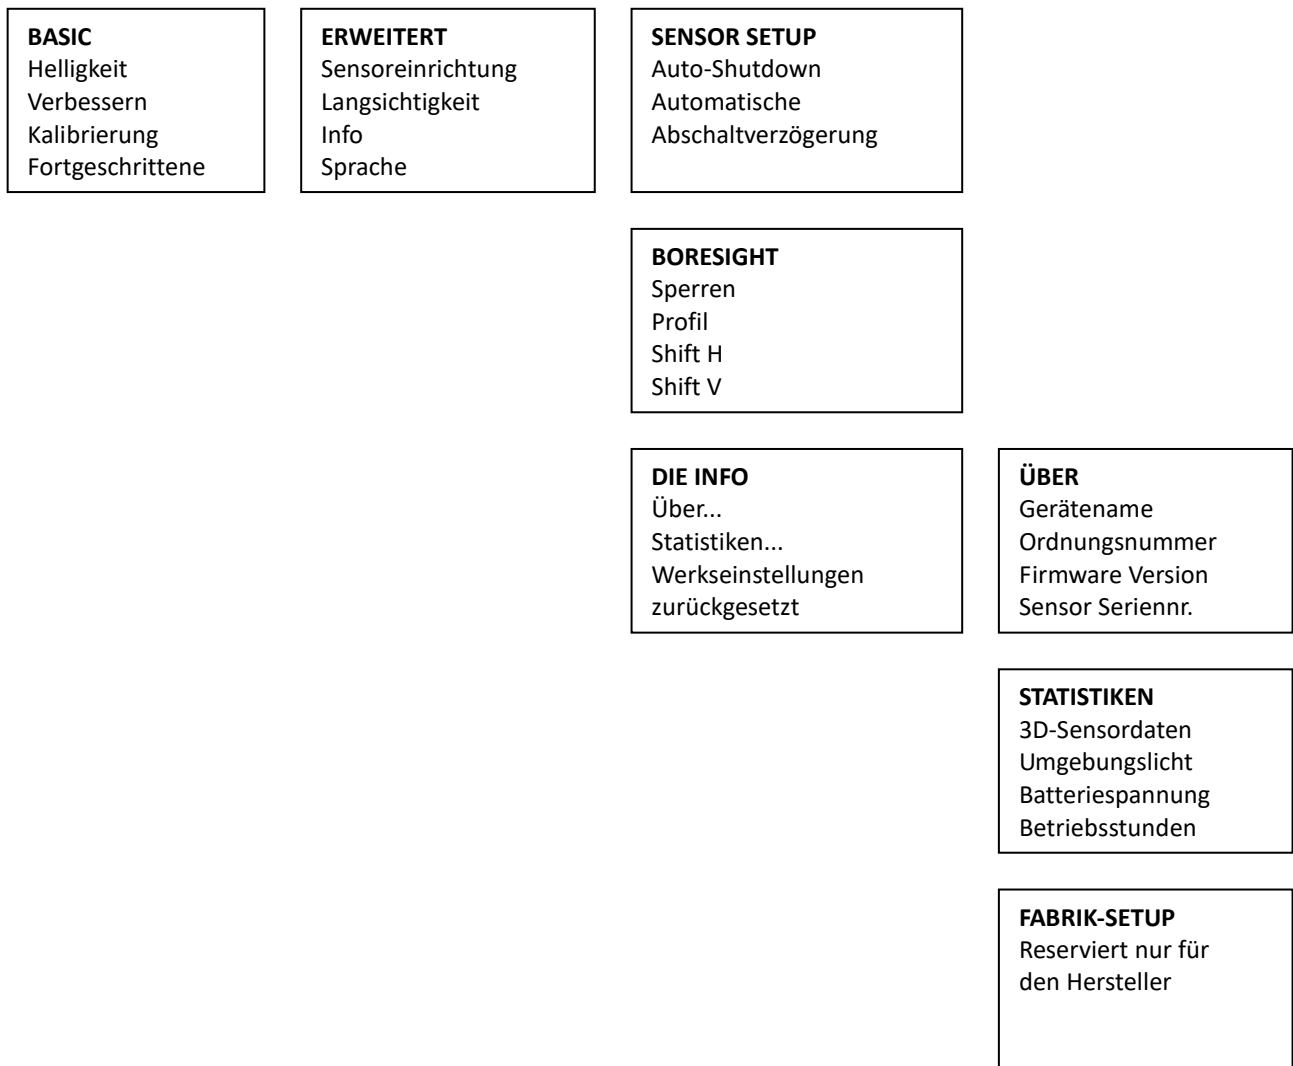 BASIC
Helligkeit
Verbessern
Kalibrierung
Fortgeschrittene
ERWEITERT
Sensoreinrichtung
Langsichtigkeit
Info
Sprache
SENSOR SETUP
Auto-Shutdown
Automatische
Abschaltverzögerung
BORESIGHT
Sperren
Profil
Shift H
Shift V
DIE INFO
Über...
Statistiken...
Werkseinstellungen
zurückgesetzt
ÜBER
Gerätename
Ordnungsnummer
Firmware Version
Sensor Seriennr.
STATISTIKEN
3D-Sensordaten
Umgebungslicht
Batteriespannung
Betriebsstunden
FABRIK-SETUP
Reserviert nur für
den Hersteller